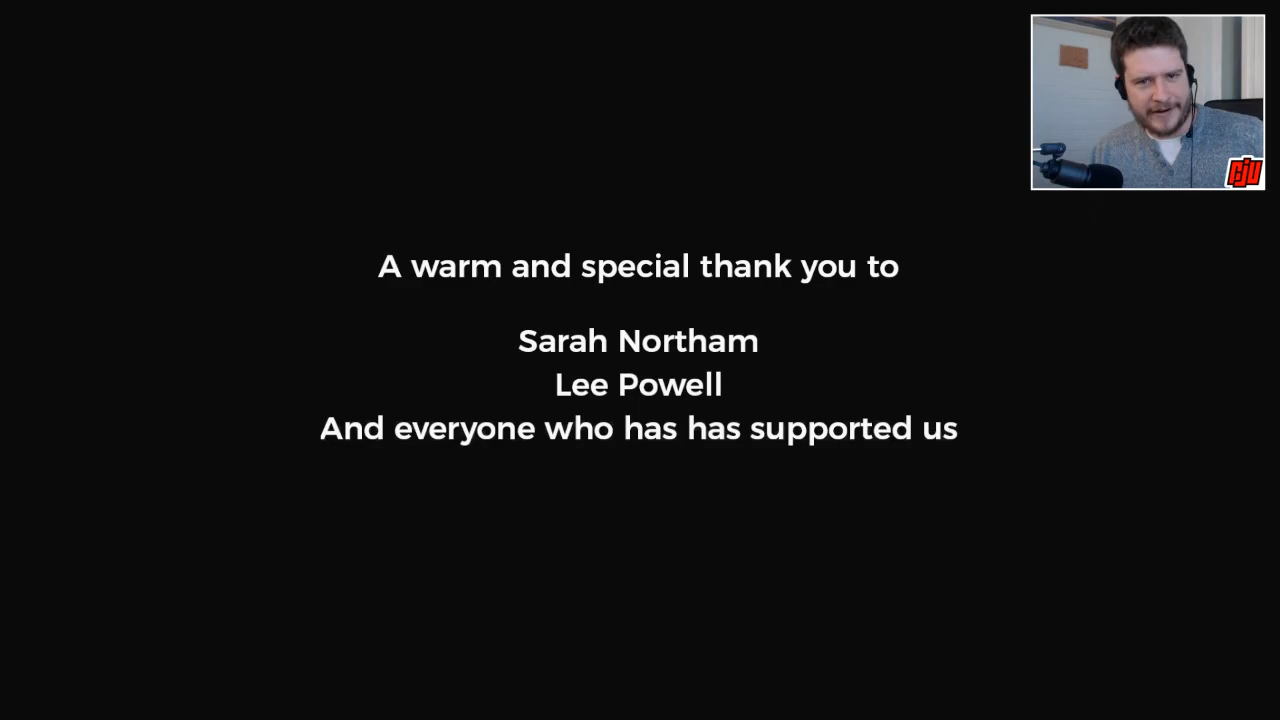 A warm and special thank you to
Sarah Northam
Lee Powell
And everyone who has has supported us